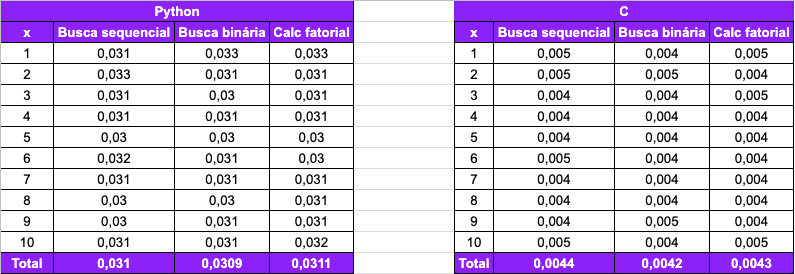 Python C
x Busca sequencial Busca binária Calc fatorial x Busca sequencial Busca binária Calc fatorial
1 0,031 0,033 0,033 1 0,005 0,004 0,005
2 0,033 0,031 0,031 2 0,005 0,005 0,004
3 0,031 0,03 0,031 3 0,004 0,004 0,005
4 0,031 0,031 0,031 4 0,004 0,004 0,004
5 0,03 0,03 0,03 5 0,004 0,004 0,004
6 0,032 0,031 0,03 6 0,005 0,004 0,004
7 0,031 0,031 0,031 7 0,004 0,004 0,004
8 0,03 0,03 0,031 8 0,004 0,004 0,004
9 0,03 0,031 0,031 9 0,004 0,005 0,004
10 0,031 0,031 0,032 10 0,005 0,004 0,005
Total 0,031 0,0309 0,0311 Total 0,0044 0,0042 0,0043